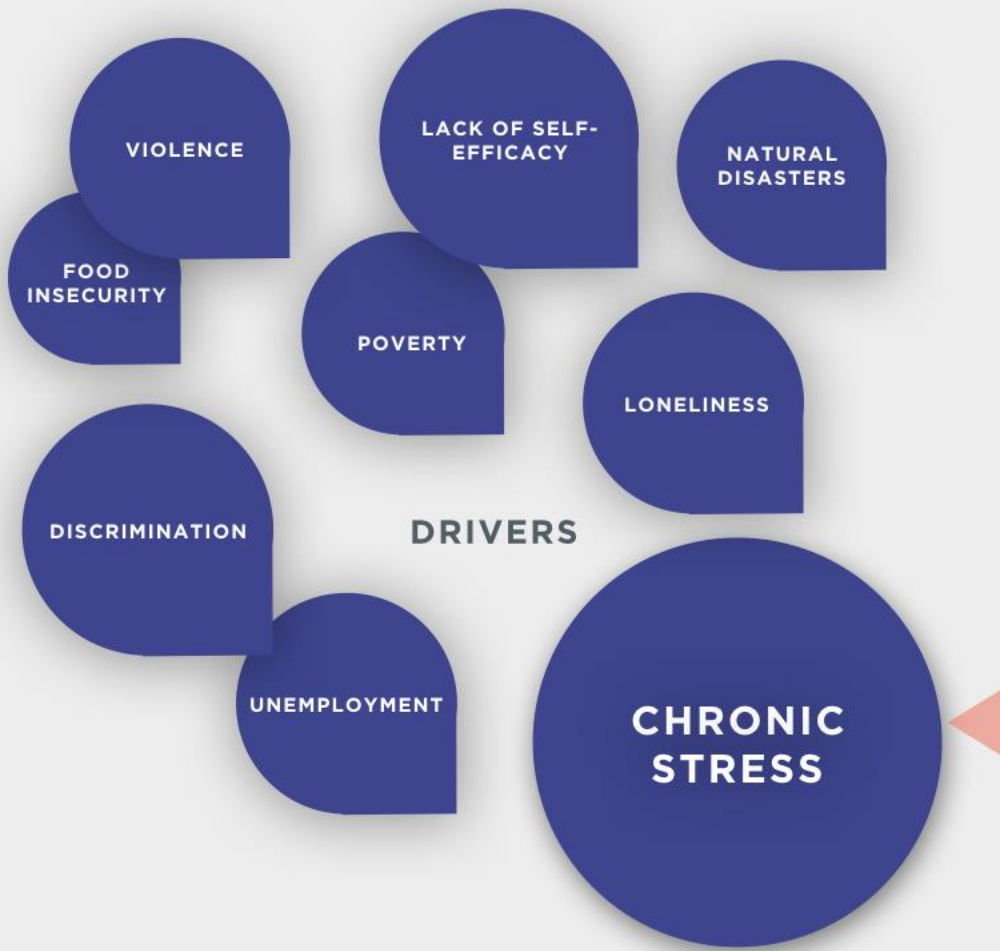 VIOLENCE
LACK OF SELF-
EFFICACY
NATURAL
DISASTERS
FOOD
INSECURITY
POVERTY
LONELINESS
DISCRIMINATION
DRIVERS
UNEMPLOYMENT
CHRONIC
STRESS